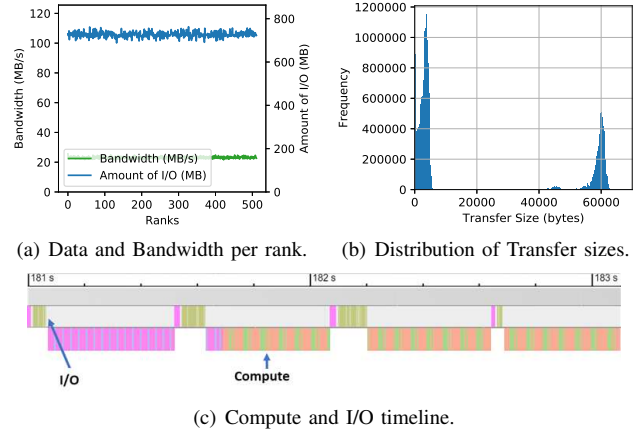 120
100
80
60
40
20
0
Bandwidth (MB/s)
800
600
400
200
0
Amount of I/O (MB)
Bandwidth (MB/s)
Amount of I/O (MB)
0 100 200 300 400 500
Ranks
1200000
1000000
800000
600000
400000
200000
0
Frequency
0 20000 40000 60000
Transfer Size (bytes)
(a) Data and Bandwidth per rank.
(b) Distribution of Transfer sizes.
181 s 182 s 183 s
I/O
Compute
(c) Compute and I/O timeline.